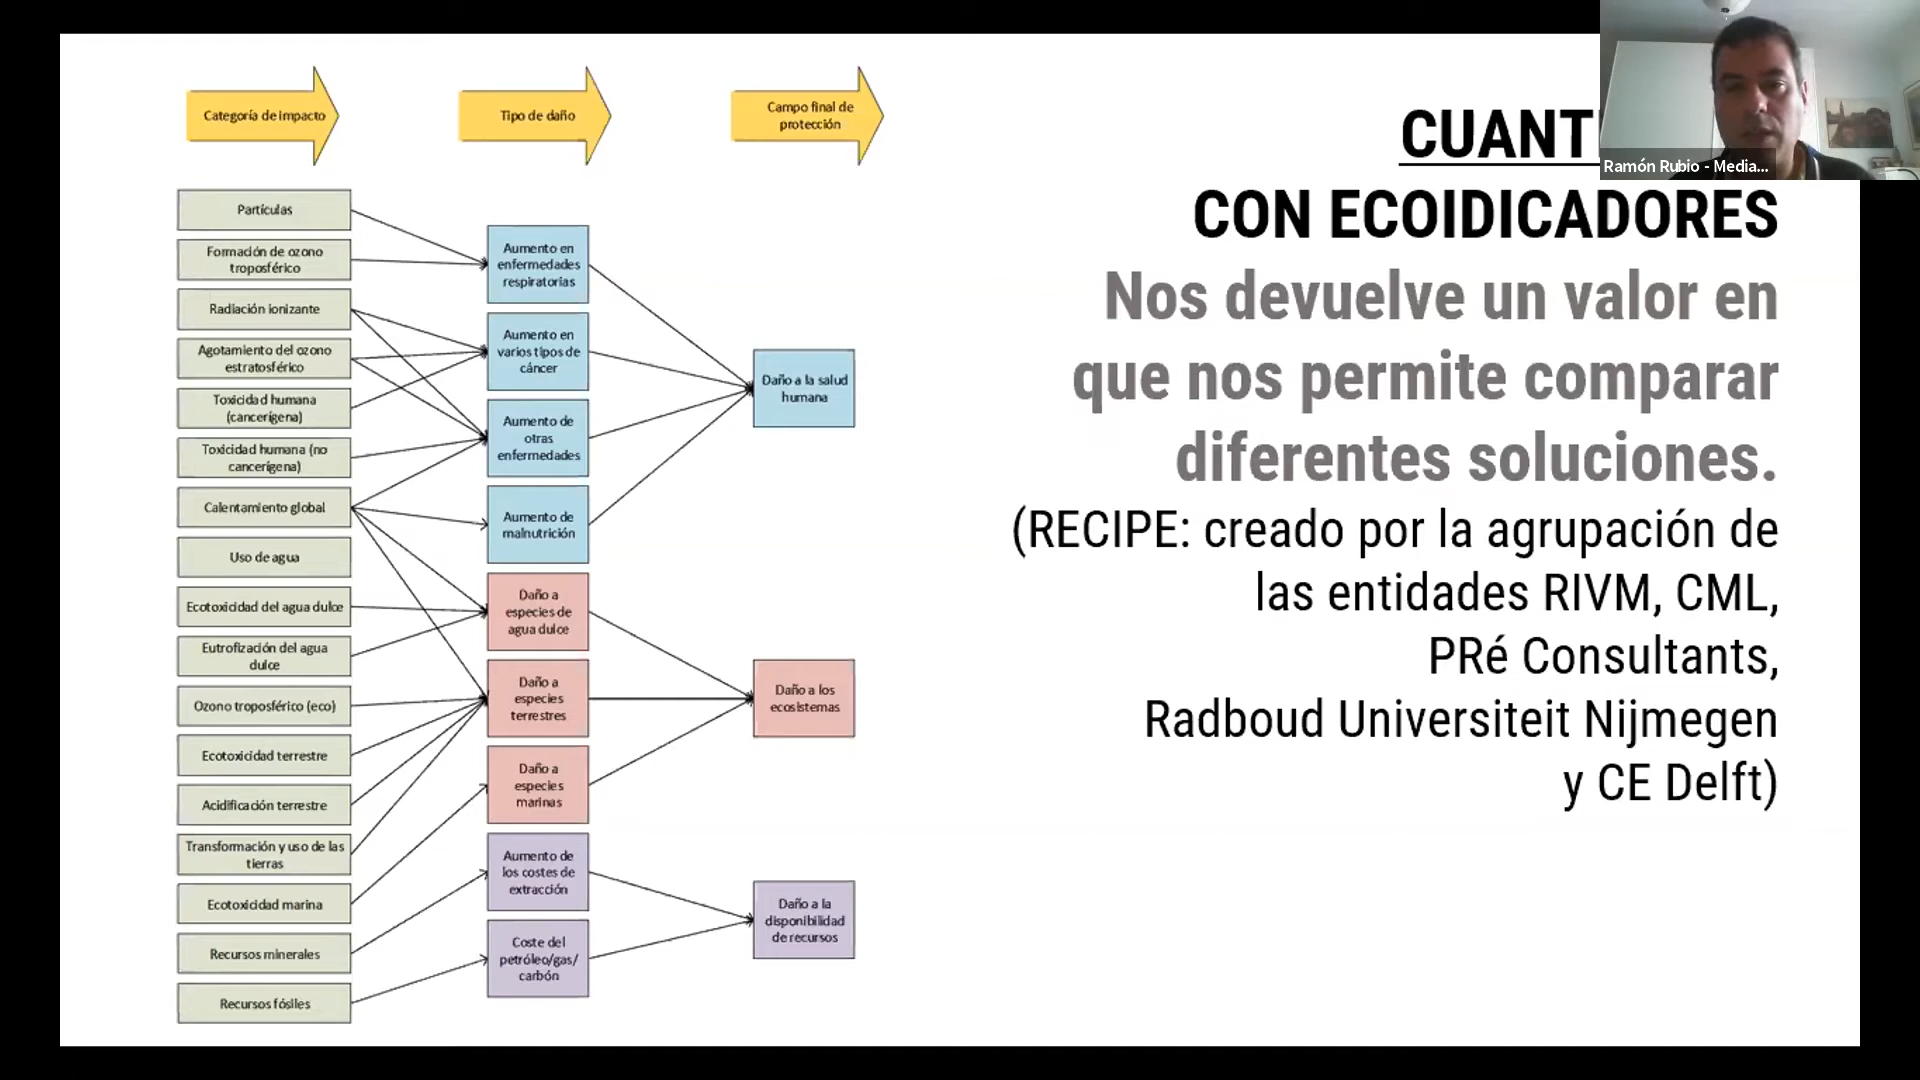 Categoría de impacto
Tipo de daño
Campo final de
protección
Partículas
Formación de ozono
troposférico
Radiación ionizante
Agotamiento del ozono
estratosférico
Toxicidad humana
(cancerígena)
Toxicidad humana (no
cancerígena)
Calentamiento global
Uso de agua
Ecotoxicidad del agua dulce
Eutrofización del agua
dulce
Ozono troposférico (eco)
Ecotoxicidad terrestre
Acidificación terrestre
Transformación y uso de las
tierras
Ecotoxicidad marina
Recursos minerales
Recursos fósiles
Aumento en
enfermedades
respiratorias
Aumento en
varios tipos de
cáncer
Aumento de
otras
enfermedades
Aumento de
malnutrición
Daño a
especies de
agua dulce
Daño a
especies
terrestres
Daño a
especies
marinas
Aumento de
los costes de
extracción
Coste del
petróleo/gas/
carbón
Daño a la salud
humana
Daño a los
ecosistemas
Daño a la
disponibilidad
de recursos
CUANT
CON ECOIDICADORES
Nos devuelve un valor en
que nos permite comparar
diferentes soluciones.
(RECIPE: creado por la agrupación de
las entidades RIVM, CML,
PRé Consultants,
Radboud Universiteit Nijmegen
y CE Delft)
Ramón Rubio - Media...